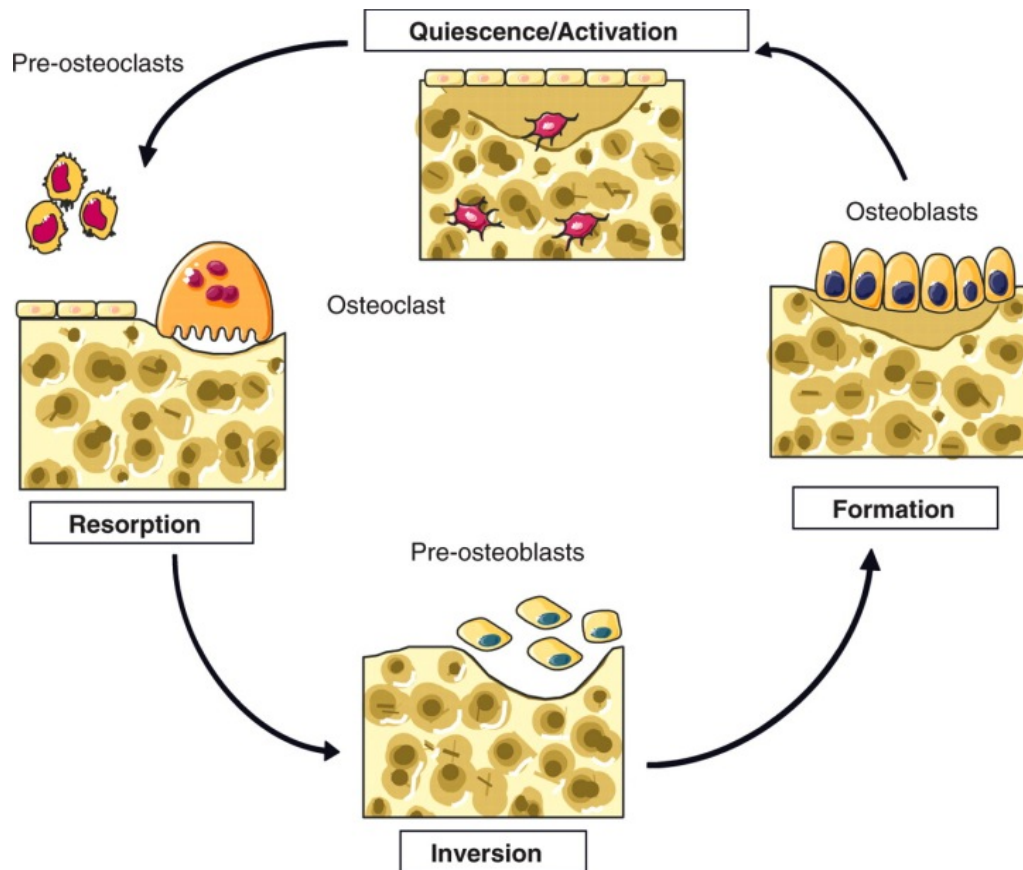 Quiescence/Activation
Pre-osteoclasts
Osteoblasts
Osteoclast
Resorption
Formation
Pre-osteoblasts
Inversion